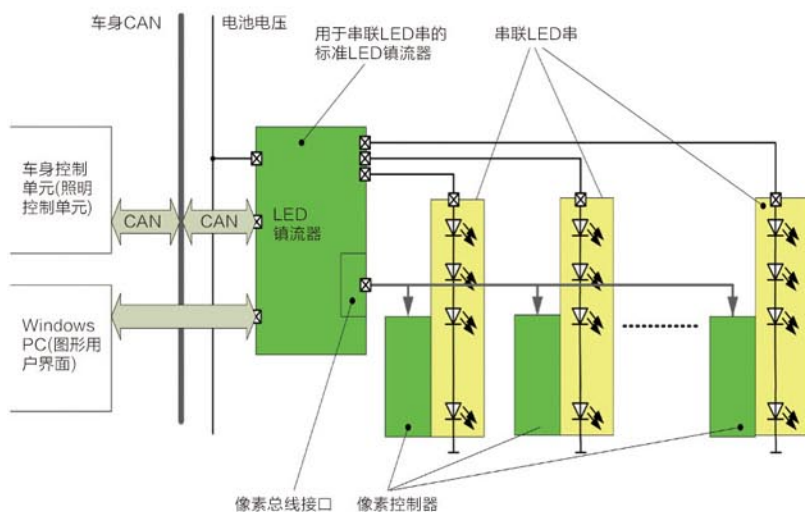 车身CAN
电池电压
用于串联LED串的
标准LED镇流器
串联LED串
车身控制
单元(照明
控制单元)
CAN
CAN
LED
镇流器
Windows
PC(图形用
户界面)
像素总线接口
像素控制器